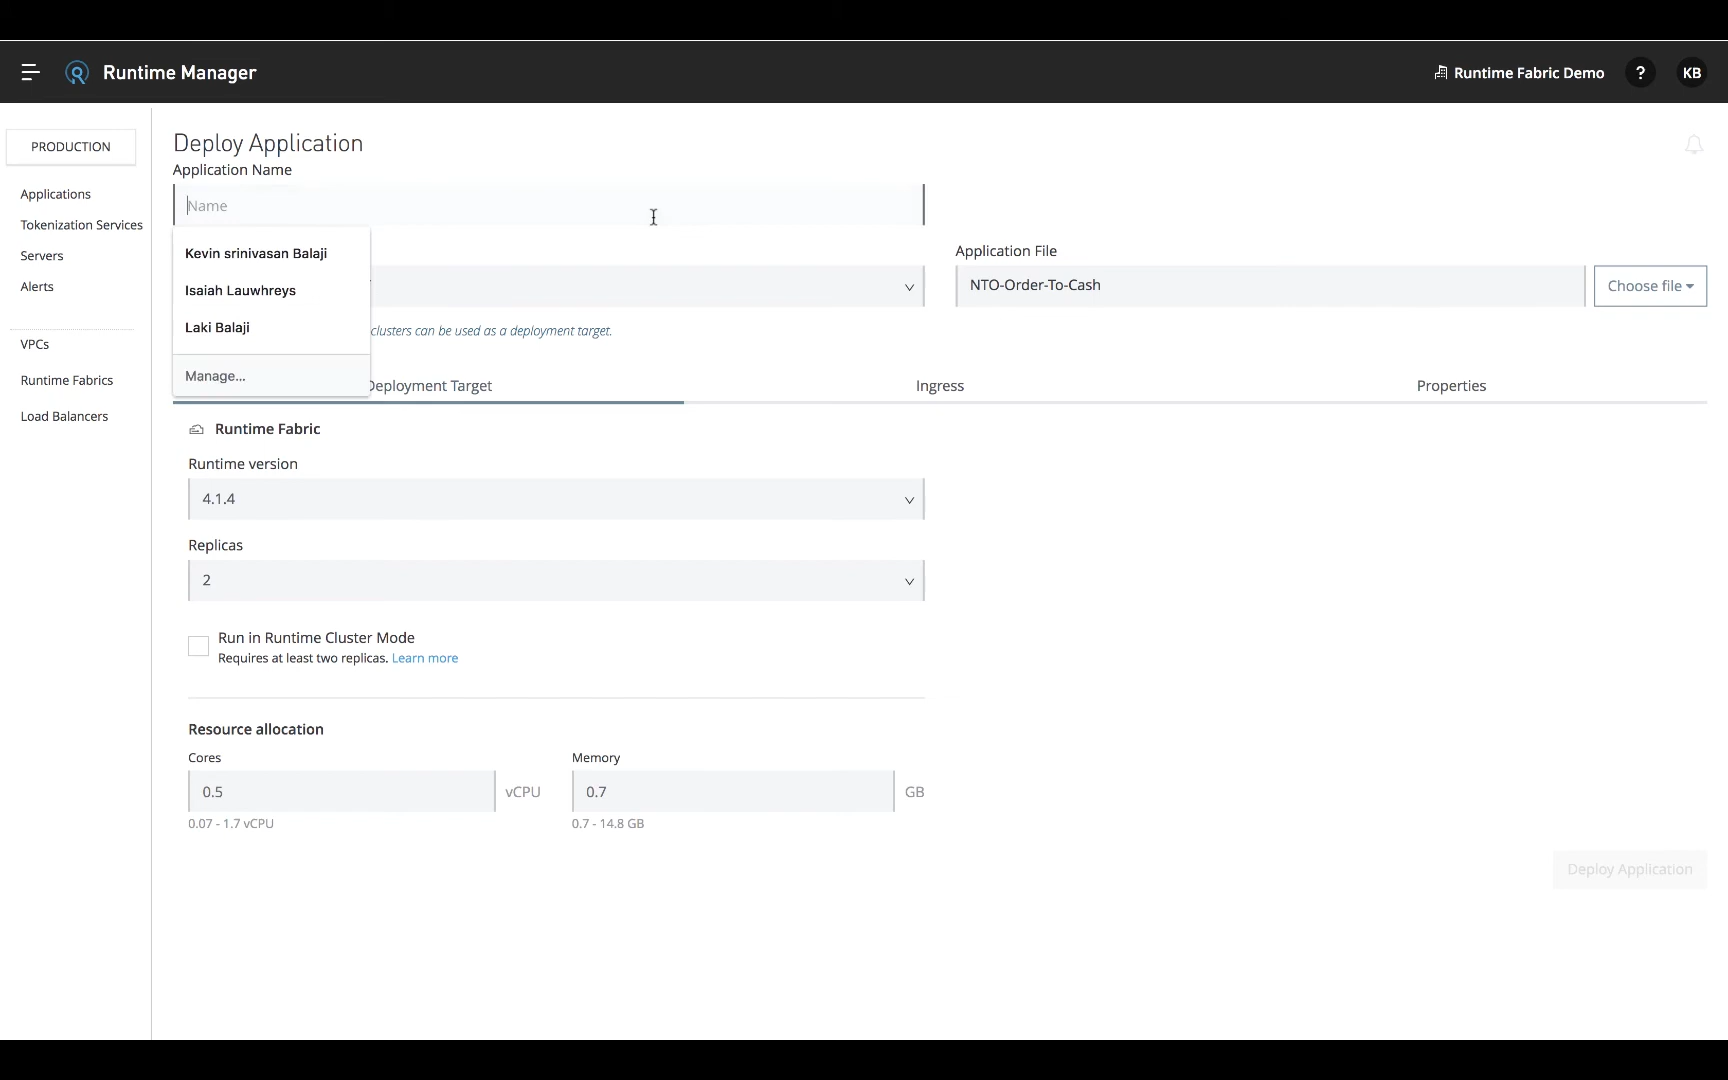 Runtime Manager
Runtime Fabric Demo
?
KB
PRODUCTION
Applications
Tokenization Services
Servers
Alerts
VPCs
Runtime Fabrics
Load Balancers
Deploy Application
Application Name
Name
Kevin srinivasan Balaji
Isaiah Lauwhreys
Laki Balaji
Manage...
clusters can be used as a deployment target.
Application File
NTO-Order-To-Cash
Choose file
Deployment Target
Ingress
Properties
Runtime Fabric
Runtime version
4.1.4
Replicas
2
Run in Runtime Cluster Mode
Requires at least two replicas. Learn more
Resource allocation
Cores
0.5
vCPU
0.07 - 1.7 vCPU
Memory
0.7
GB
0.7 - 14.8 GB
Deploy Application